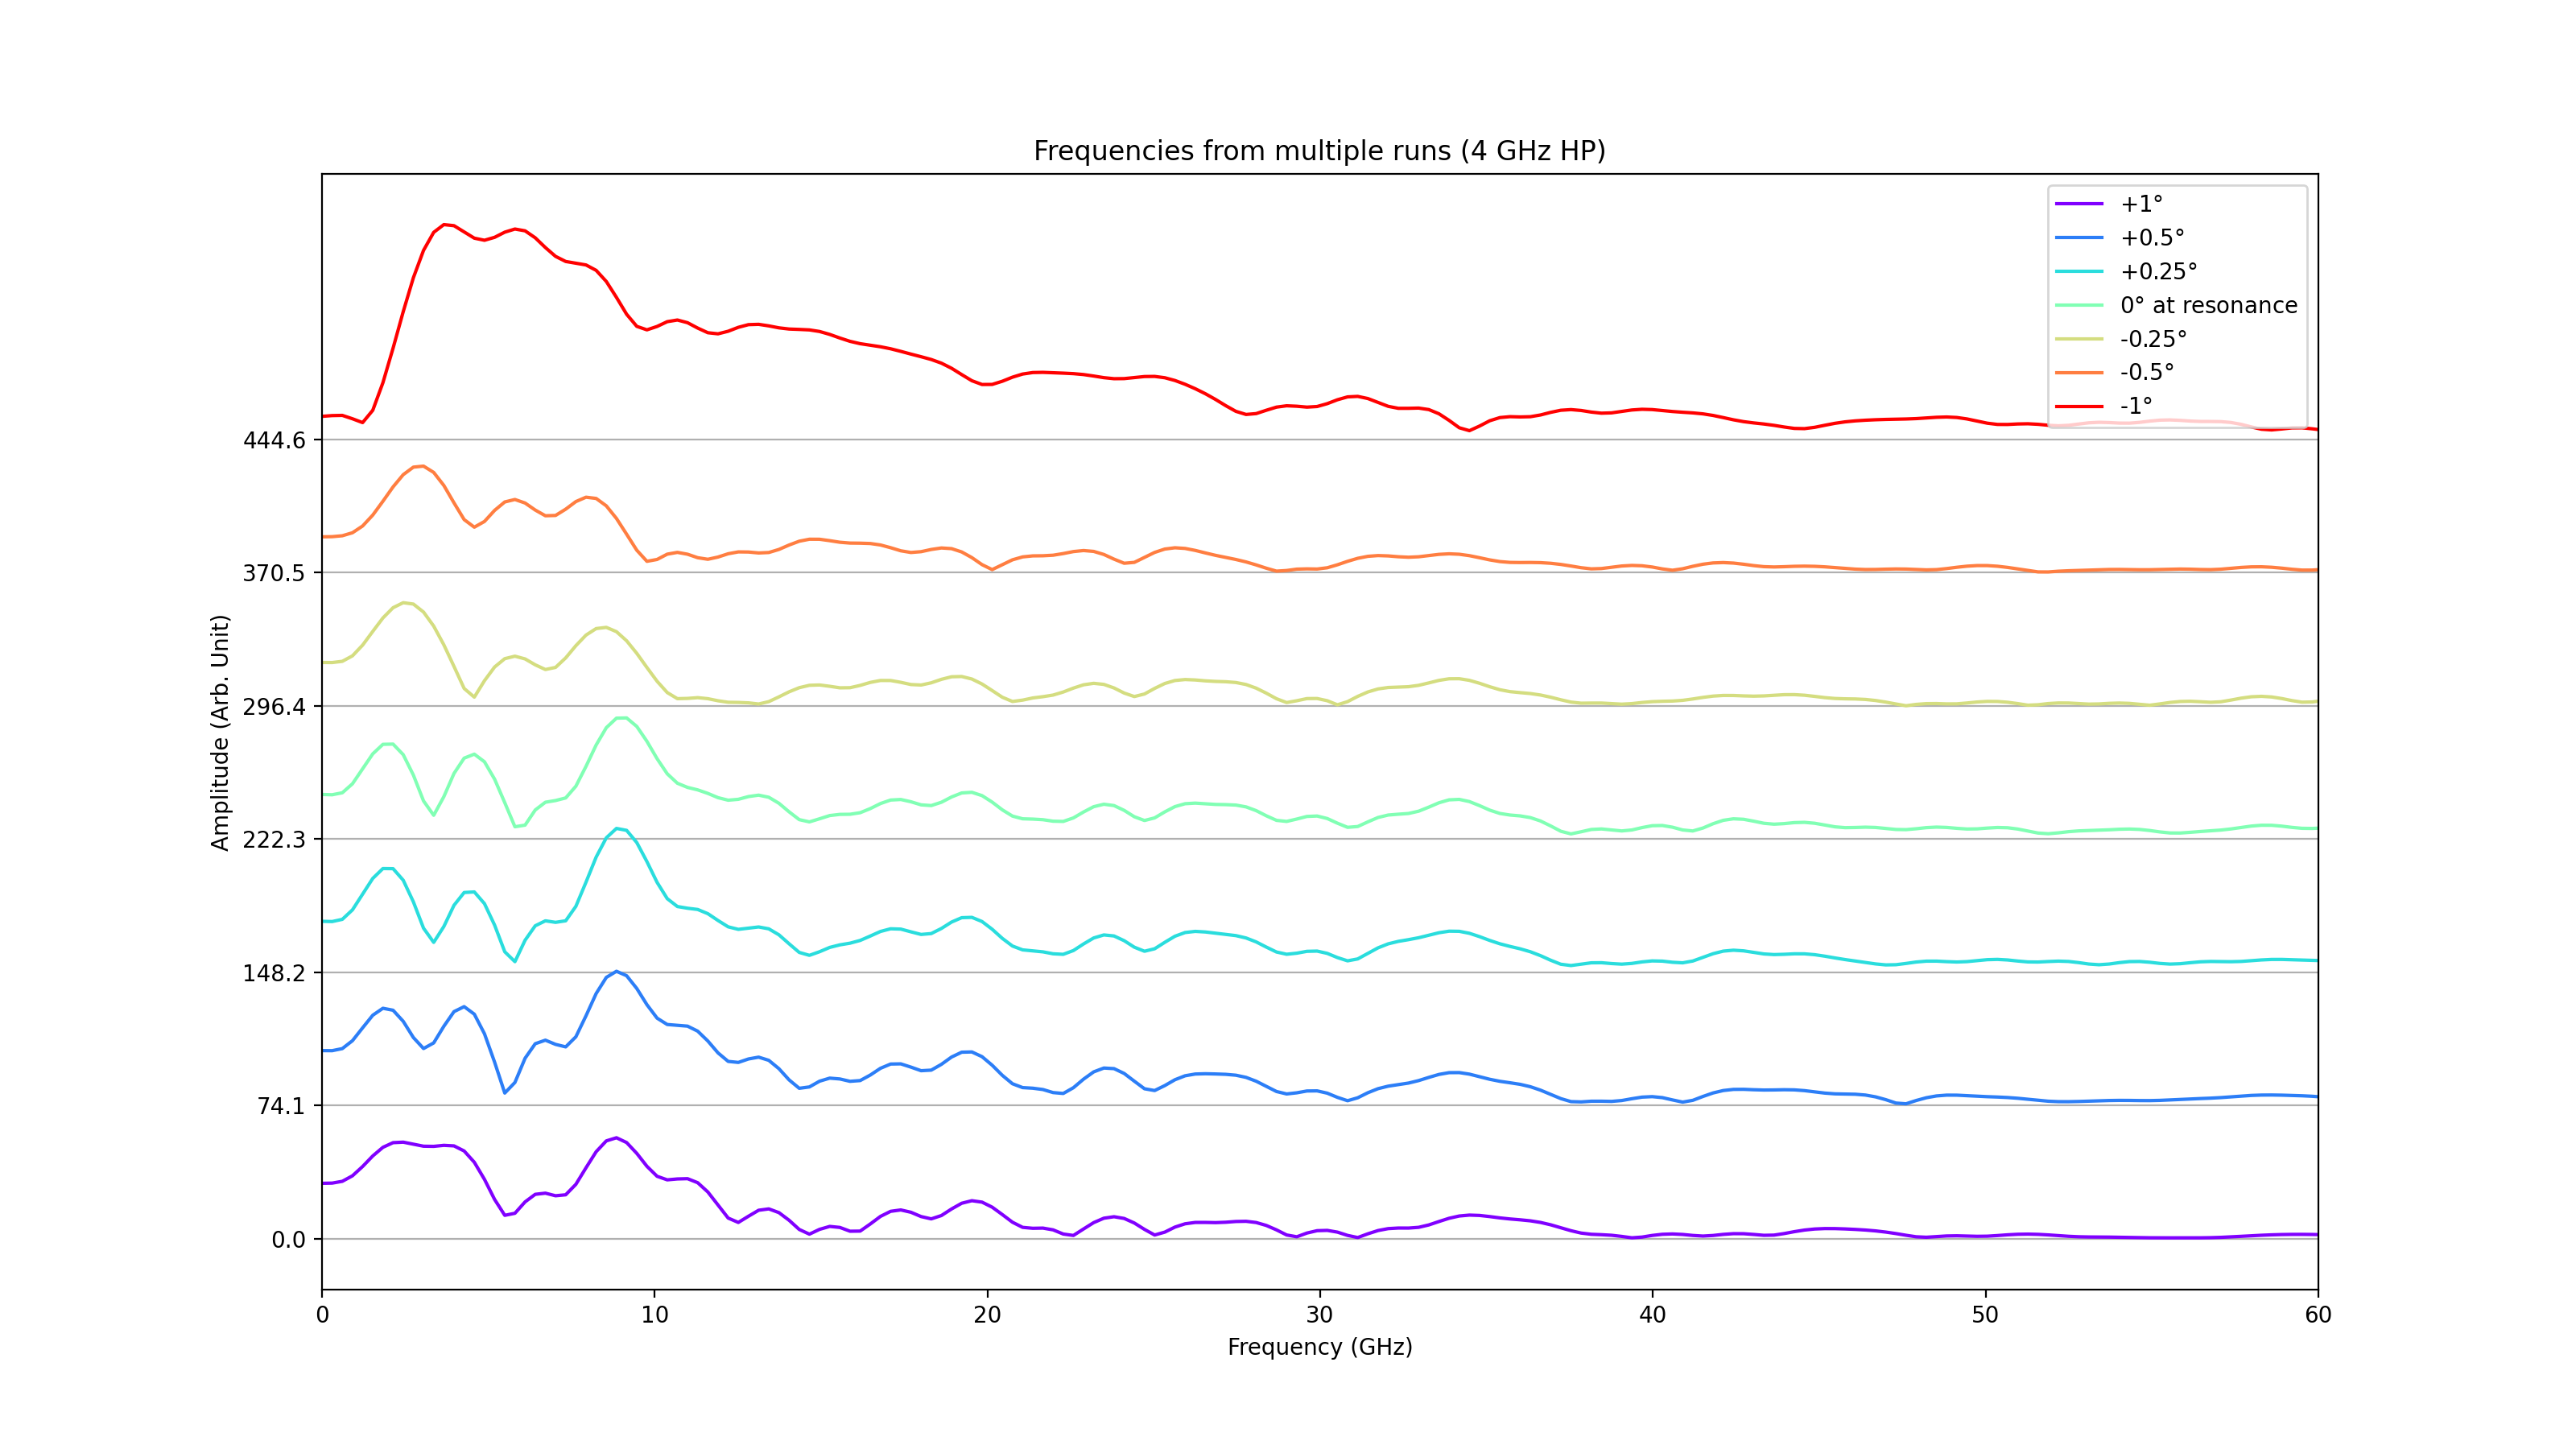 Frequencies from multiple runs (4 GHz HP)
+1°
+0.5°
+0.25°
0° at resonance
-0.25°
-0.5°
-1°
Amplitude (Arb. Unit)
444.6
370.5
296.4
222.3
148.2
74.1
0.0
0 10 20 30 40 50 60
Frequency (GHz)